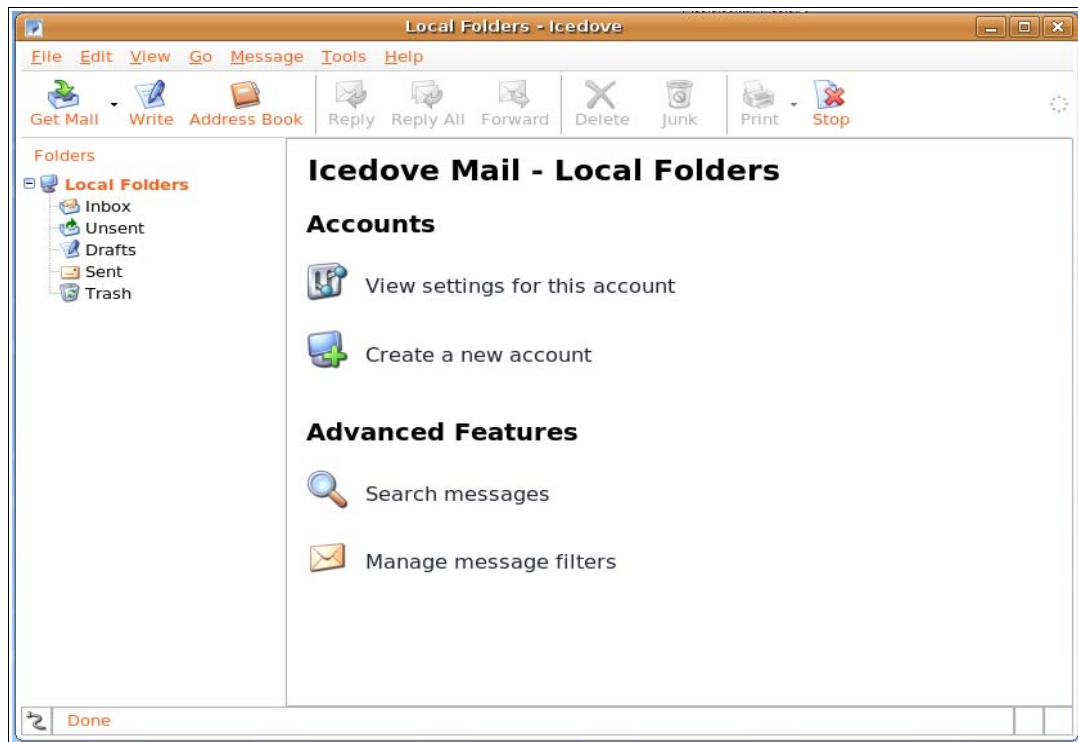 Local Folders - Icedove
File Edit View Go Message Tools Help
Get Mail Write Address Book Reply Reply All Forward Delete Junk Print Stop
Folders
Local Folders
Inbox
Unsent
Drafts
Sent
Trash
Icedove Mail - Local Folders
Accounts
View settings for this account
Create a new account
Advanced Features
Search messages
Manage message filters
Done